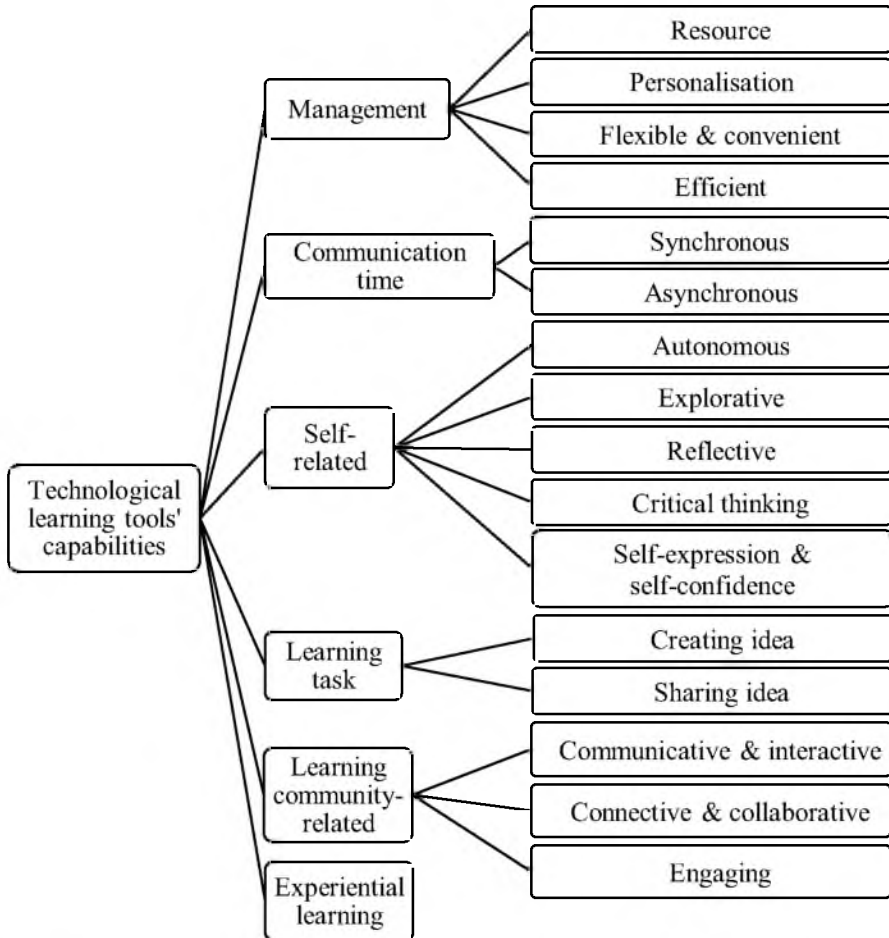 Technological
learning tools'
capabilities
Management
Resource
Personalisation
Flexible & convenient
Efficient
Communication
time
Synchronous
Asynchronous
Self-
related
Autonomous
Explorative
Reflective
Critical thinking
Self-expression &
self-confidence
Learning
task
Creating idea
Sharing idea
Learning
community-
related
Communicative & interactive
Connective & collaborative
Engaging
Experiential
learning